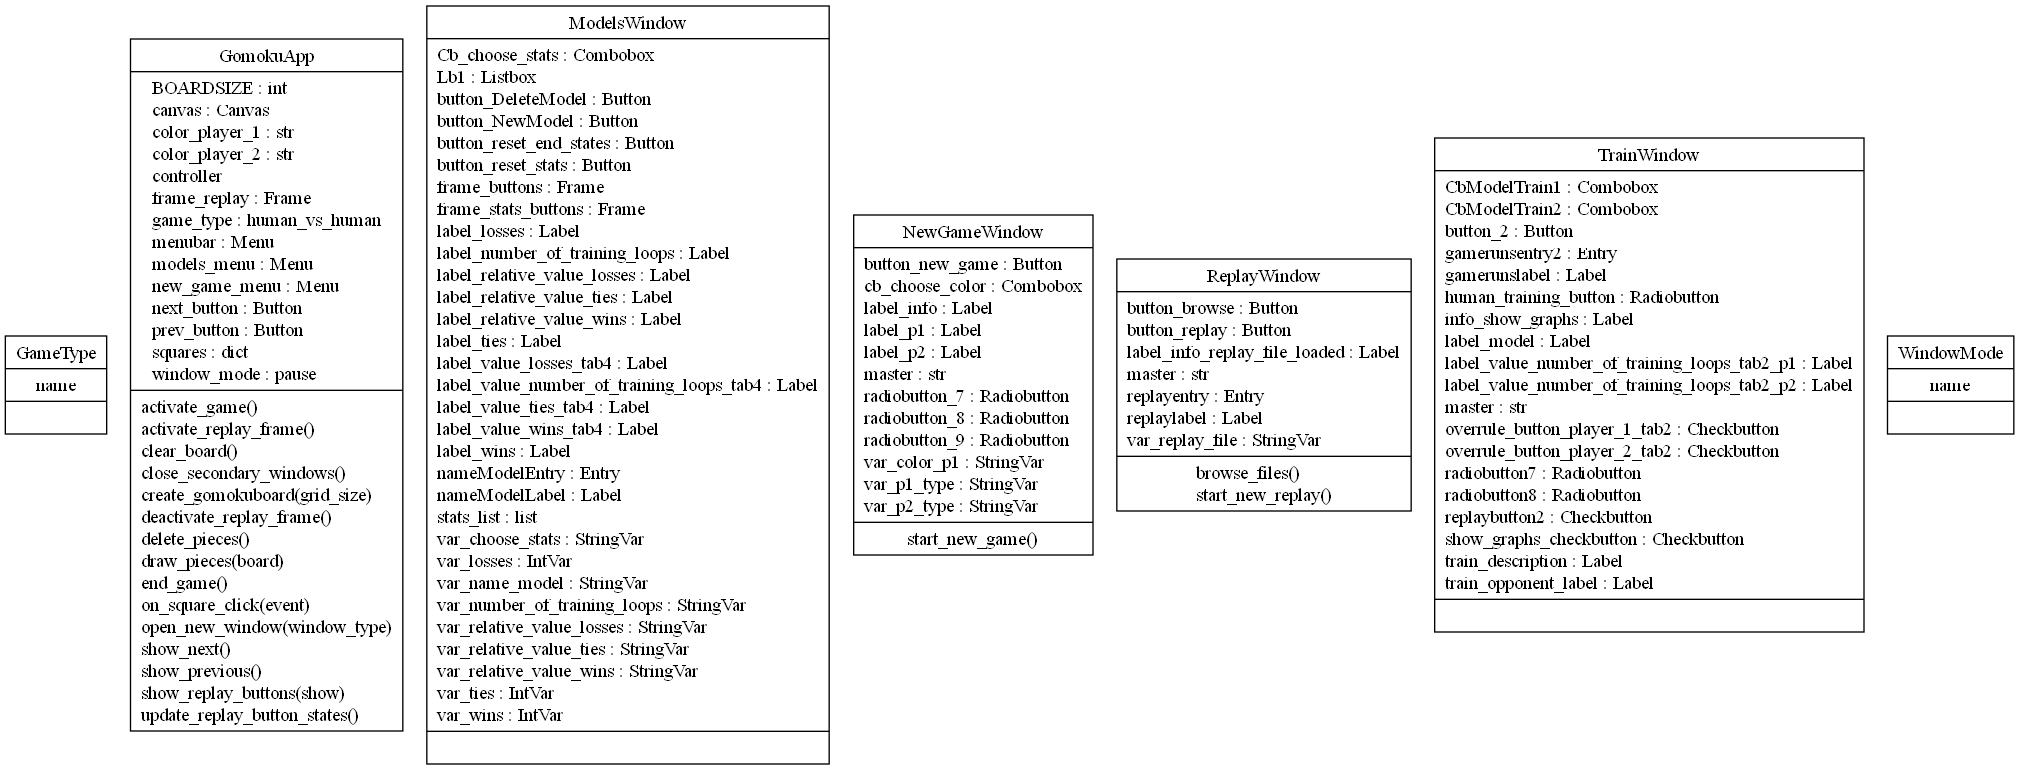 GameType
name
GomokuApp
BOARDSIZE : int
canvas : Canvas
color_player_1 : str
color_player_2 : str
controller
frame_replay : Frame
game_type : human_vs_human
menubar : Menu
models_menu : Menu
new_game_menu : Menu
next_button : Button
prev_button : Button
squares : dict
window_mode : pause
activate_game()
activate_replay_frame()
clear_board()
close_secondary_windows()
create_gomokuboard(grid_size)
deactivate_replay_frame()
delete_pieces()
draw_pieces(board)
end_game()
on_square_click(event)
open_new_window(window_type)
show_next()
show_previous()
show_replay_buttons(show)
update_replay_button_states()
ModelsWindow
Cb_choose_stats : Combobox
Lb1 : Listbox
button_DeleteModel : Button
button_NewModel : Button
button_reset_end_states : Button
button_reset_stats : Button
frame_buttons : Frame
frame_stats_buttons : Frame
label_losses : Label
label_number_of_training_loops : Label
label_relative_value_losses : Label
label_relative_value_ties : Label
label_relative_value_wins : Label
label_ties : Label
label_value_losses_tab4 : Label
label_value_number_of_training_loops_tab4 : Label
label_value_ties_tab4 : Label
label_value_wins_tab4 : Label
label_wins : Label
nameModelEntry : Entry
nameModelLabel : Label
stats_list : list
var_choose_stats : StringVar
var_losses : IntVar
var_name_model : StringVar
var_number_of_training_loops : StringVar
var_relative_value_losses : StringVar
var_relative_value_ties : StringVar
var_relative_value_wins : StringVar
var_ties : IntVar
var_wins : IntVar
NewGameWindow
button_new_game : Button
cb_choose_color : Combobox
label_info : Label
label_p1 : Label
label_p2 : Label
master : str
radiobutton_7 : Radiobutton
radiobutton_8 : Radiobutton
radiobutton_9 : Radiobutton
var_color_p1 : StringVar
var_p1_type : StringVar
var_p2_type : StringVar
start_new_game()
ReplayWindow
button_browse : Button
button_replay : Button
label_info_replay_file_loaded : Label
master : str
replayentry : Entry
replaylabel : Label
var_replay_file : StringVar
browse_files()
start_new_replay()
TrainWindow
CbModelTrain1 : Combobox
CbModelTrain2 : Combobox
button_2 : Button
gamerunsentry2 : Entry
gamerunslabel : Label
human_training_button : Radiobutton
info_show_graphs : Label
label_model : Label
label_value_number_of_training_loops_tab2_p1 : Label
label_value_number_of_training_loops_tab2_p2 : Label
master : str
overrule_button_player_1_tab2 : Checkbutton
overrule_button_player_2_tab2 : Checkbutton
radiobutton7 : Radiobutton
radiobutton8 : Radiobutton
replaybutton2 : Checkbutton
show_graphs_checkbutton : Checkbutton
train_description : Label
train_opponent_label : Label
WindowMode
name